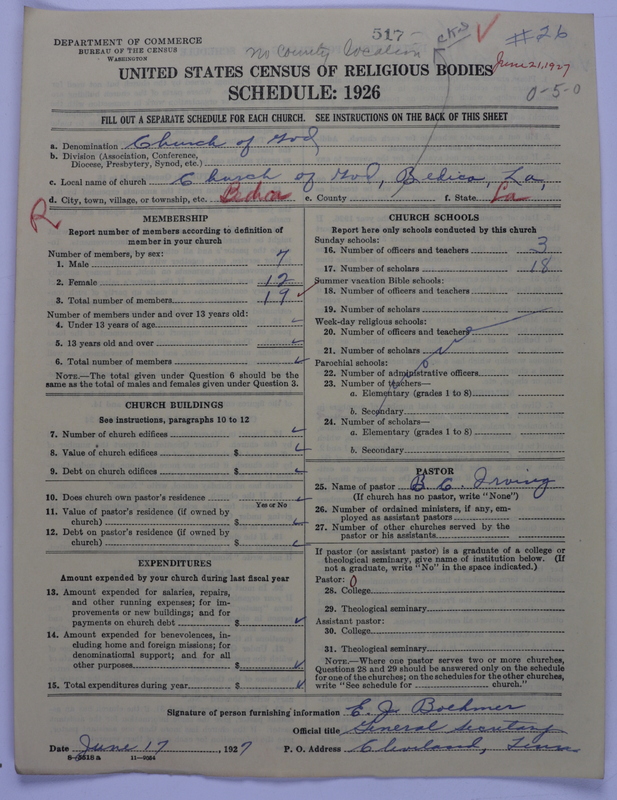 517 -
ckd
#26
DEPARTMENT OF COMMERCE
BUREAU OF THE CENSUS
WASHINGTON
No County location
June 21, 1927
UNITED STATES CENSUS OF RELIGIOUS BODIES
SCHEDULE: 1926
0-5-0
FILL OUT A SEPARATE SCHEDULE FOR EACH CHURCH. SEE INSTRUCTIONS ON THE BACK OF THIS SHEET
a. Denomination Church of God
b. Division (Association, Conference,
Diocese, Presbytery, Synod, etc.)
c. Local name of church Church of God, Bedico, La,
d. City, town, village, or township, etc. e. County f. State La
R
MEMBERSHIP
Report number of members according to definition of
member in your church
Number of members, by sex:
1. Male 7
2. Female 12
3. Total number of members 19
Number of members under and over 13 years old:
4. Under 13 years of age
5. 13 years old and over
6. Total number of members
NOTE.—The total given under Question 6 should be the
same as the total of males and females given under Question 3.
CHURCH BUILDINGS
See instructions, paragraphs 10 to 12
7. Number of church edifices
8. Value of church edifices $
9. Debt on church edifices $
10. Does church own pastor's residence
Yes or No
11. Value of pastor's residence (if owned by
church) $
12. Debt on pastor's residence (if owned by
church) $
EXPENDITURES
Amount expended by your church during last fiscal year
13. Amount expended for salaries, repairs,
and other running expenses; for im-
provements or new buildings; and for
payments on church debt $
14. Amount expended for benevolences, in-
cluding home and foreign missions; for
denominational support; and for all
other purposes $
15. Total expenditures during year $
CHURCH SCHOOLS
Report here only schools conducted by this church
Sunday schools:
16. Number of officers and teachers 3
17. Number of scholars 18
Summer vacation Bible schools:
18. Number of officers and teachers
19. Number of scholars
Week-day religious schools:
20. Number of officers and teachers
21. Number of scholars
Parochial schools:
22. Number of administrative officers
23. Number of teachers—
a. Elementary (grades 1 to 8)
b. Secondary
24. Number of scholars—
a. Elementary (grades 1 to 8)
b. Secondary
PASTOR
25. Name of pastor B. C. Irving
(If church has no pastor, write "None")
26. Number of ordained ministers, if any, em-
ployed as assistant pastors
27. Number of other churches served by the
pastor or his assistants
If pastor (or assistant pastor) is a graduate of a college or
theological seminary, give name of institution below. (If
not a graduate, write "No" in the space indicated.)
Pastor: 0
28. College
29. Theological seminary
Assistant pastor:
30. College
31. Theological seminary
NOTE.—Where one pastor serves two or more churches,
Questions 28 and 29 should be answered only on the schedule
for one of the churches; on the schedules for the other churches,
write "See schedule for church."
Signature of person furnishing information E. J. Boehmer
Official title General Secretary
Date June 17, 1927 P. O. Address Cleveland, Tenn
11—9054